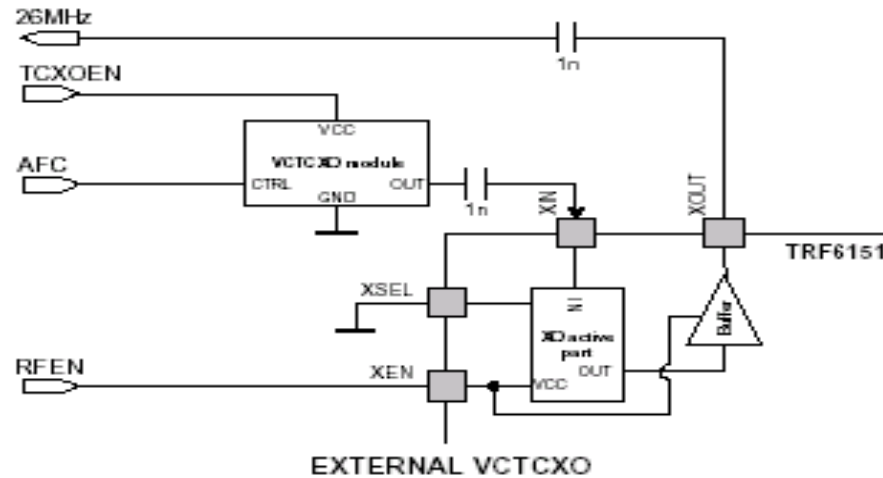 26MHz
1n
TCXOEN
VCC
VCTCXO module
AFC
CTRL
OUT
GND
1n
XIN
XOUT
TRF6151
XSEL
IN
XO active
part
Buffer
RFEN
XEN
VCC
OUT
EXTERNAL VCTCXO